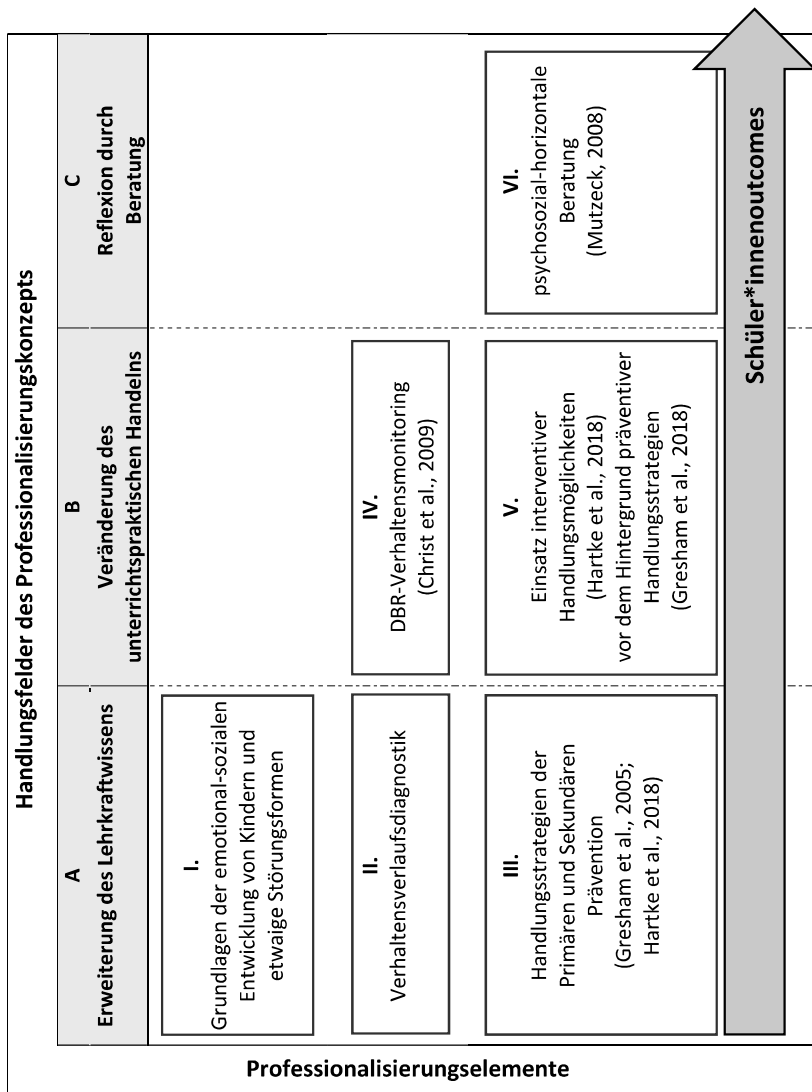 Handlungsfelder des Professionalisierungskonzepts
A
Erweiterung des Lehrkraftwissens
B
Veränderung des
unterrichtspraktischen Handelns
C
Reflexion durch
Beratung
Professionalisierungselemente
I.
Grundlagen der emotional-sozialen
Entwicklung von Kindern und
etwaige Störungsformen
II.
Verhaltensverlaufsdiagnostik
IV.
DBR-Verhaltensmonitoring
(Christ et al., 2009)
III.
Handlungsstrategien der
Primären und Sekundären
Prävention
(Gresham et al., 2005;
Hartke et al., 2018)
V.
Einsatz interventiver
Handlungsmöglichkeiten
(Hartke et al., 2018)
vor dem Hintergrund präventiver
Handlungsstrategien
(Gresham et al., 2018)
VI.
psychosozial-horizontale
Beratung
(Mutzeck, 2008)
Schüler*innenoutcomes